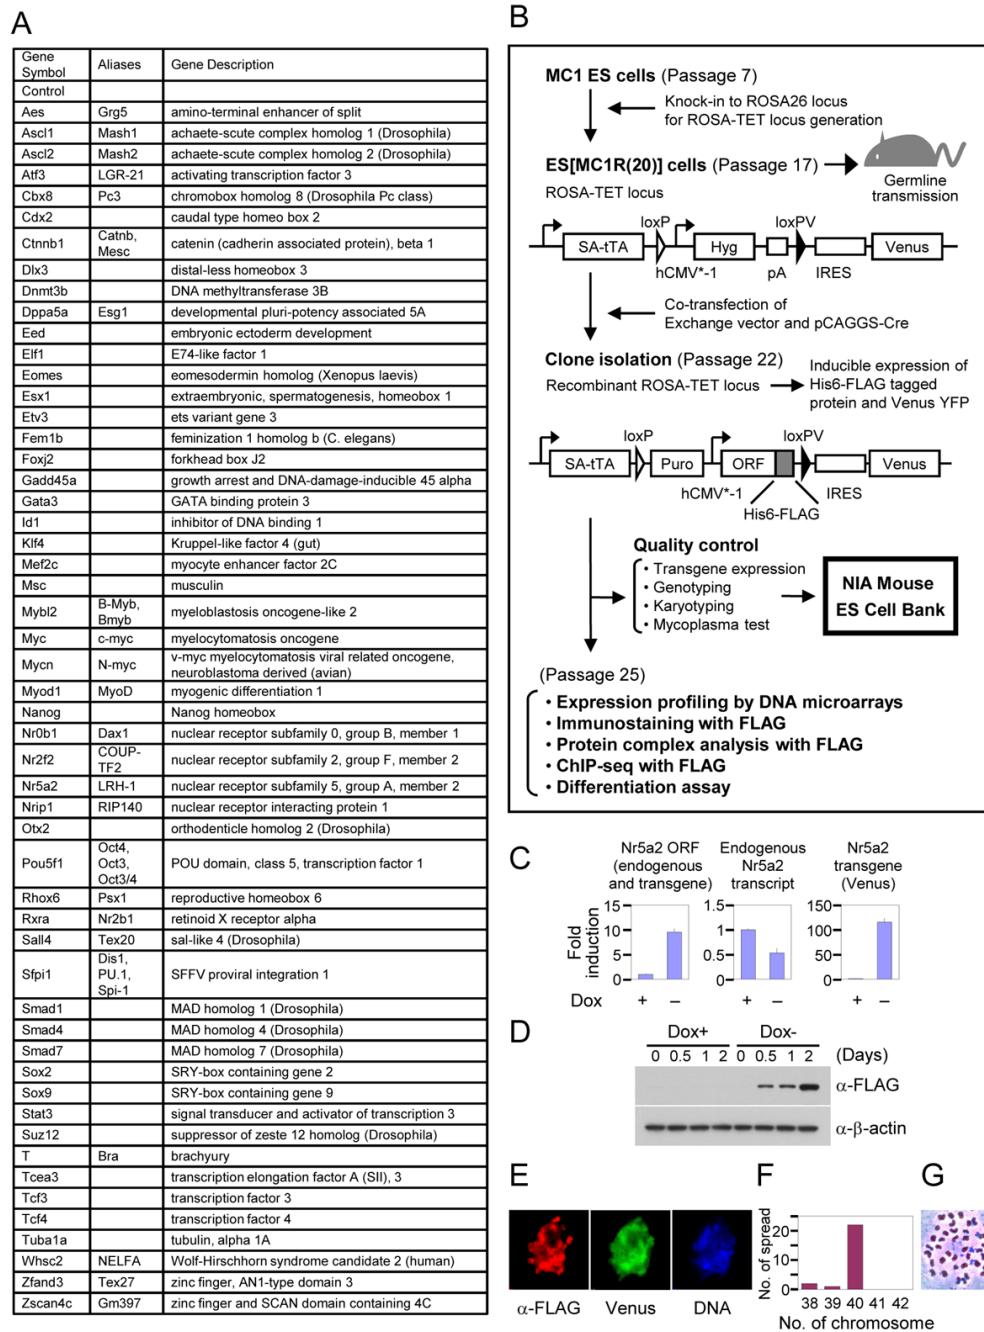 A
Gene Symbol Aliases Gene Description
Control
Aes Grg5 amino-terminal enhancer of split
Ascl1 Mash1 achaete-scute complex homolog 1 (Drosophila)
Ascl2 Mash2 achaete-scute complex homolog 2 (Drosophila)
Atf3 LGR-21 activating transcription factor 3
Cbx8 Pc3 chromobox homolog 8 (Drosophila Pc class)
Cdx2 caudal type homeo box 2
Ctnnb1 Catnb, Mesc catenin (cadherin associated protein), beta 1
Dlx3 distal-less homeobox 3
Dnmt3b DNA methyltransferase 3B
Dppa5a Esg1 developmental pluri-potency associated 5A
Eed embryonic ectoderm development
Elf1 E74-like factor 1
Eomes eomesodermin homolog (Xenopus laevis)
Esx1 extraembryonic, spermatogenesis, homeobox 1
Etv3 ets variant gene 3
Fem1b feminization 1 homolog b (C. elegans)
Foxj2 forkhead box J2
Gadd45a growth arrest and DNA-damage-inducible 45 alpha
Gata3 GATA binding protein 3
Id1 inhibitor of DNA binding 1
Klf4 Kruppel-like factor 4 (gut)
Mef2c myocyte enhancer factor 2C
Msc musculin
Mybl2 B-Myb, Bmyb myeloblastosis oncogene-like 2
Myc c-myc myelocytomatosis oncogene
Mycn N-myc v-myc myelocytomatosis viral related oncogene, neuroblastoma derived (avian)
Myod1 MyoD myogenic differentiation 1
Nanog Nanog homeobox
Nr0b1 Dax1 nuclear receptor subfamily 0, group B, member 1
Nr2f2 COUP-TF2 nuclear receptor subfamily 2, group F, member 2
Nr5a2 LRH-1 nuclear receptor subfamily 5, group A, member 2
Nrip1 RIP140 nuclear receptor interacting protein 1
Otx2 orthodenticle homolog 2 (Drosophila)
Pou5f1 Oct4, Oct3, Oct3/4 POU domain, class 5, transcription factor 1
Rhox6 Psx1 reproductive homeobox 6
Rxra Nr2b1 retinoid X receptor alpha
Sall4 Tex20 sal-like 4 (Drosophila)
Sfpi1 Dis1, PU.1, Spi-1 SFFV proviral integration 1
Smad1 MAD homolog 1 (Drosophila)
Smad4 MAD homolog 4 (Drosophila)
Smad7 MAD homolog 7 (Drosophila)
Sox2 SRY-box containing gene 2
Sox9 SRY-box containing gene 9
Stat3 signal transducer and activator of transcription 3
Suz12 suppressor of zeste 12 homolog (Drosophila)
T Bra brachyury
Tcea3 transcription elongation factor A (SII), 3
Tcf3 transcription factor 3
Tcf4 transcription factor 4
Tuba1a tubulin, alpha 1A
Whsc2 NELFA Wolf-Hirschhorn syndrome candidate 2 (human)
Zfand3 Tex27 zinc finger, AN1-type domain 3
Zscan4c Gm397 zinc finger and SCAN domain containing 4C
B
MC1 ES cells (Passage 7)
Knock-in to ROSA26 locus
for ROSA-TET locus generation
ES[MC1R(20)] cells (Passage 17)
ROSA-TET locus
Germline
transmission
loxP loxPV
SA-tTA Hyg Venus
hCMV*-1 pA IRES
Co-transfection of
Exchange vector and pCAGGS-Cre
Clone isolation (Passage 22)
Recombinant ROSA-TET locus
Inducible expression of
His6-FLAG tagged
protein and Venus YFP
loxP loxPV
SA-tTA Puro ORF Venus
hCMV*-1 IRES
His6-FLAG
Quality control
• Transgene expression
• Genotyping
• Karyotyping
• Mycoplasma test
NIA Mouse
ES Cell Bank
(Passage 25)
• Expression profiling by DNA microarrays
• Immunostaining with FLAG
• Protein complex analysis with FLAG
• ChIP-seq with FLAG
• Differentiation assay
C
Nr5a2 ORF
(endogenous
and transgene)
Endogenous
Nr5a2
transcript
Nr5a2
transgene
(Venus)
Fold
induction
15
10
5
0
1.5
1.0
0.5
0
150
100
50
0
Dox + – + – + –
D
Dox+ Dox-
0 0.5 1 2 0 0.5 1 2 (Days)
α-FLAG
α-β-actin
E
α-FLAG Venus DNA
F
No. of spread
20
10
0
38 39 40 41 42
No. of chromosome
G